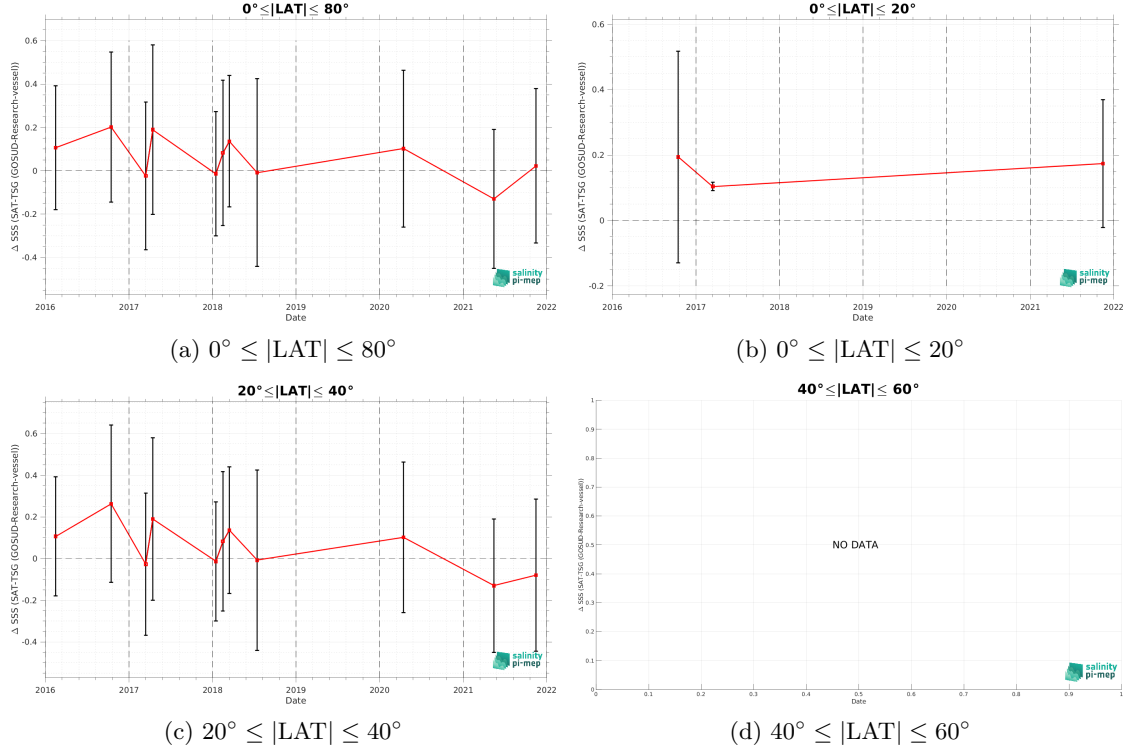 0°≤|LAT|≤ 80°
Δ SSS (SAT-TSG (GOSUD-Research-vessel))
0.6
0.4
0.2
0
-0.2
-0.4
2016 2017 2018 2019 2020 2021 2022
Date
salinity
pi-mep
(a) 0° ≤ |LAT| ≤ 80°
0°≤|LAT|≤ 20°
Δ SSS (SAT-TSG (GOSUD-Research-vessel))
0.6
0.4
0.2
0
-0.2
2016 2017 2018 2019 2020 2021 2022
Date
salinity
pi-mep
(b) 0° ≤ |LAT| ≤ 20°
20°≤|LAT|≤ 40°
Δ SSS (SAT-TSG (GOSUD-Research-vessel))
0.6
0.4
0.2
0
-0.2
-0.4
2016 2017 2018 2019 2020 2021 2022
Date
salinity
pi-mep
(c) 20° ≤ |LAT| ≤ 40°
40°≤|LAT|≤ 60°
Δ SSS (SAT-TSG (GOSUD-Research-vessel))
1
0.9
0.8
0.7
0.6
0.5
0.4
0.3
0.2
0.1
0
NO DATA
0 0.1 0.2 0.3 0.4 0.5 0.6 0.7 0.8 0.9 1
Date
salinity
pi-mep
(d) 40° ≤ |LAT| ≤ 60°